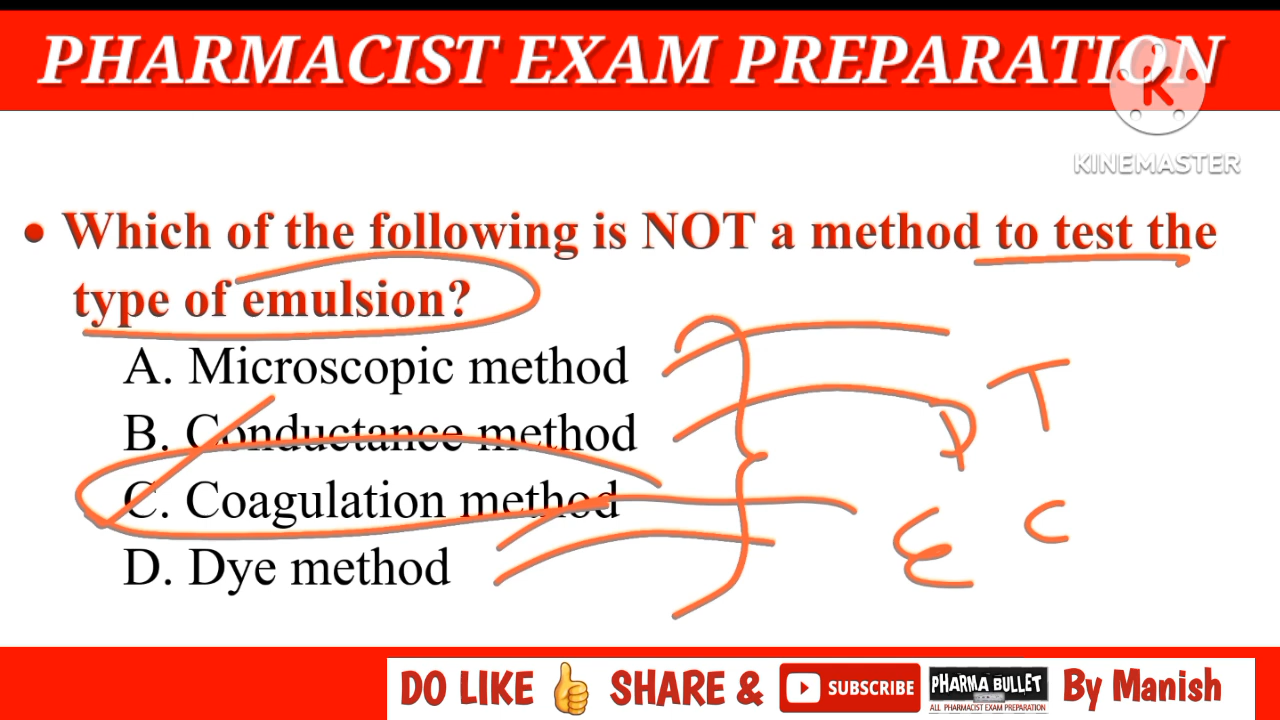 PHARMACIST EXAM PREPARATION
K
KINEMASTER
• Which of the following is NOT a method to test the
type of emulsion?
A. Microscopic method
B. Conductance method
C. Coagulation method
D. Dye method
T
D
C
E
DO LIKE 👍 SHARE & SUBSCRIBE PHARMA BULLET By Manish
ALL PHARMACIST EXAM PREPARATION